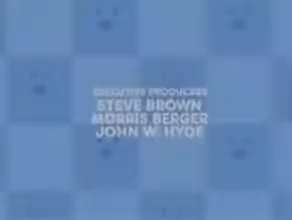 EXECUTIVE PRODUCERS
STEVE BROWN
MORRIS BERGER
JOHN W. HYDE